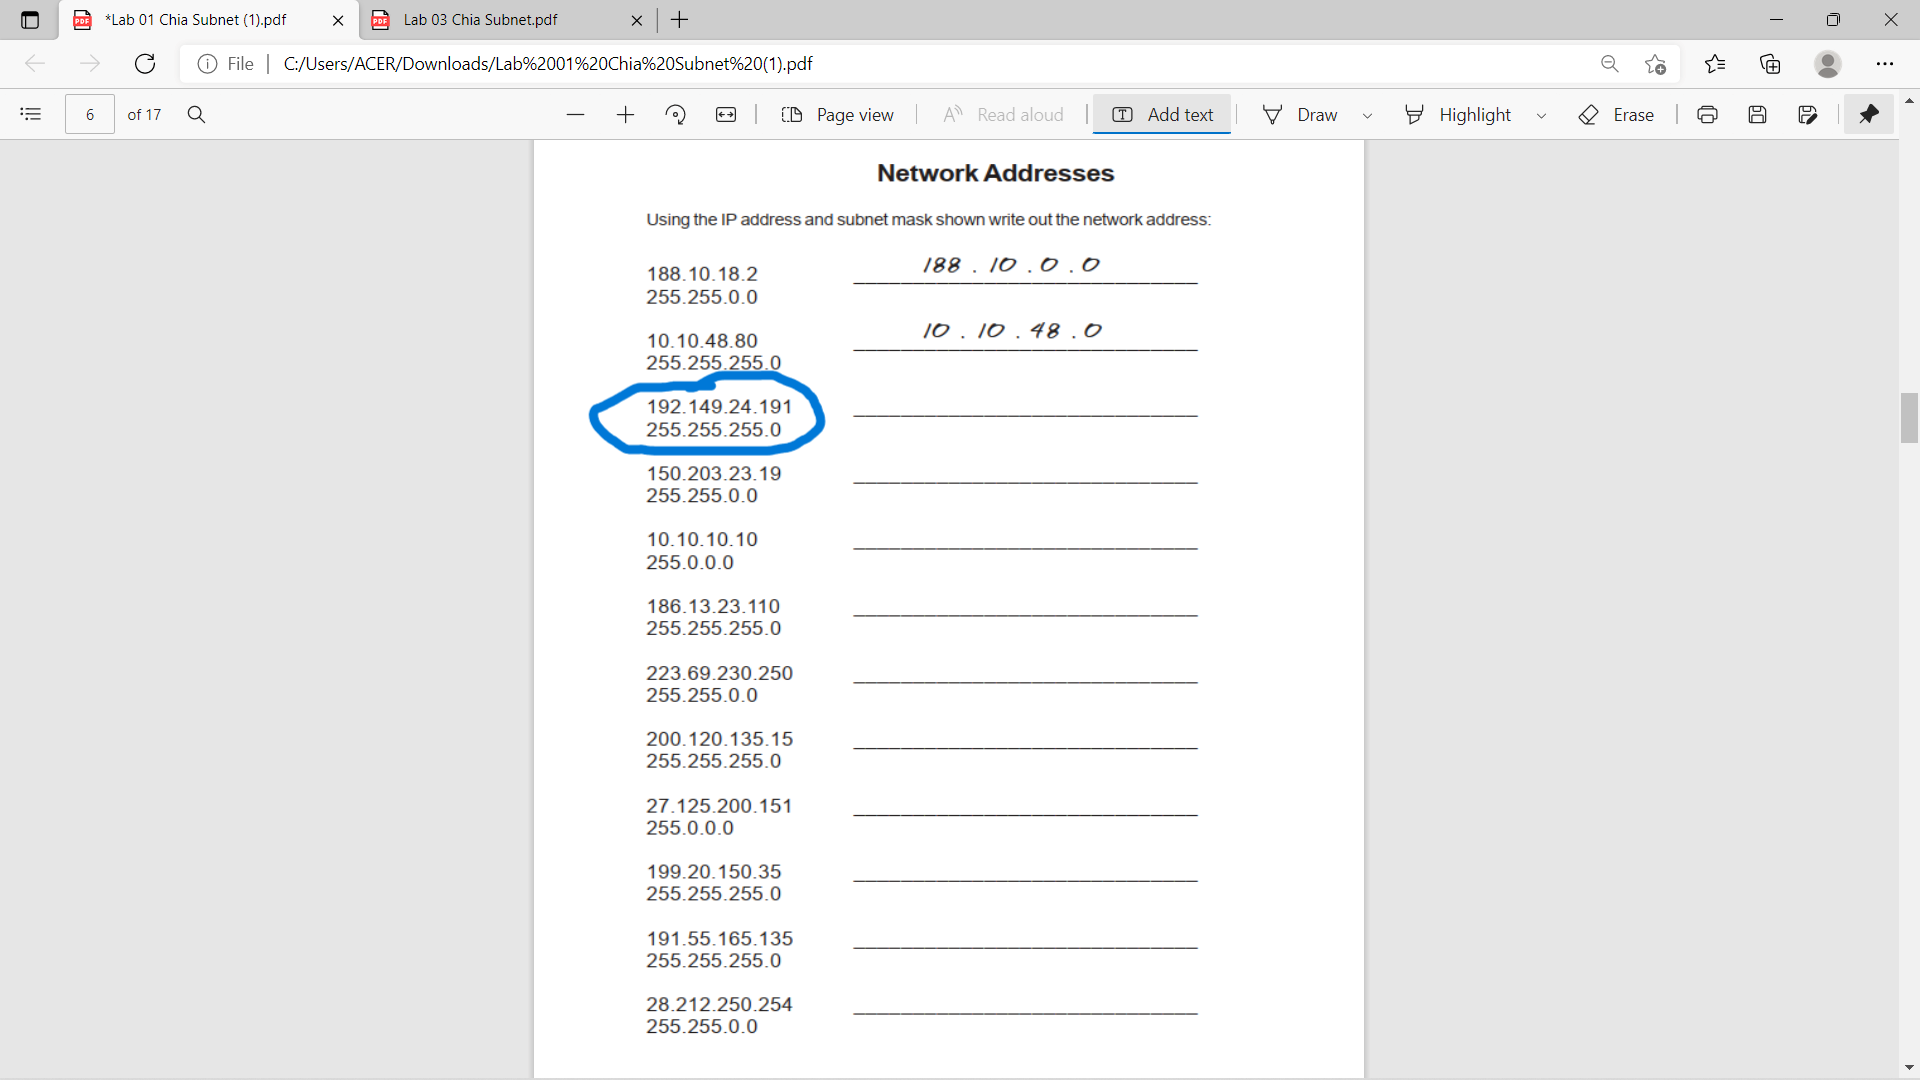 *Lab 01 Chia Subnet (1).pdf
Lab 03 Chia Subnet.pdf
File
C:/Users/ACER/Downloads/Lab%2001%20Chia%20Subnet%20(1).pdf
6 of 17
Page view
Read aloud
Add text
Draw
Highlight
Erase
Network Addresses
Using the IP address and subnet mask shown write out the network address:
188.10.18.2
255.255.0.0
188 . 10 . 0 . 0
10.10.48.80
255.255.255.0
10 . 10 . 48 . 0
192.149.24.191
255.255.255.0
150.203.23.19
255.255.0.0
10.10.10.10
255.0.0.0
186.13.23.110
255.255.255.0
223.69.230.250
255.255.0.0
200.120.135.15
255.255.255.0
27.125.200.151
255.0.0.0
199.20.150.35
255.255.255.0
191.55.165.135
255.255.255.0
28.212.250.254
255.255.0.0